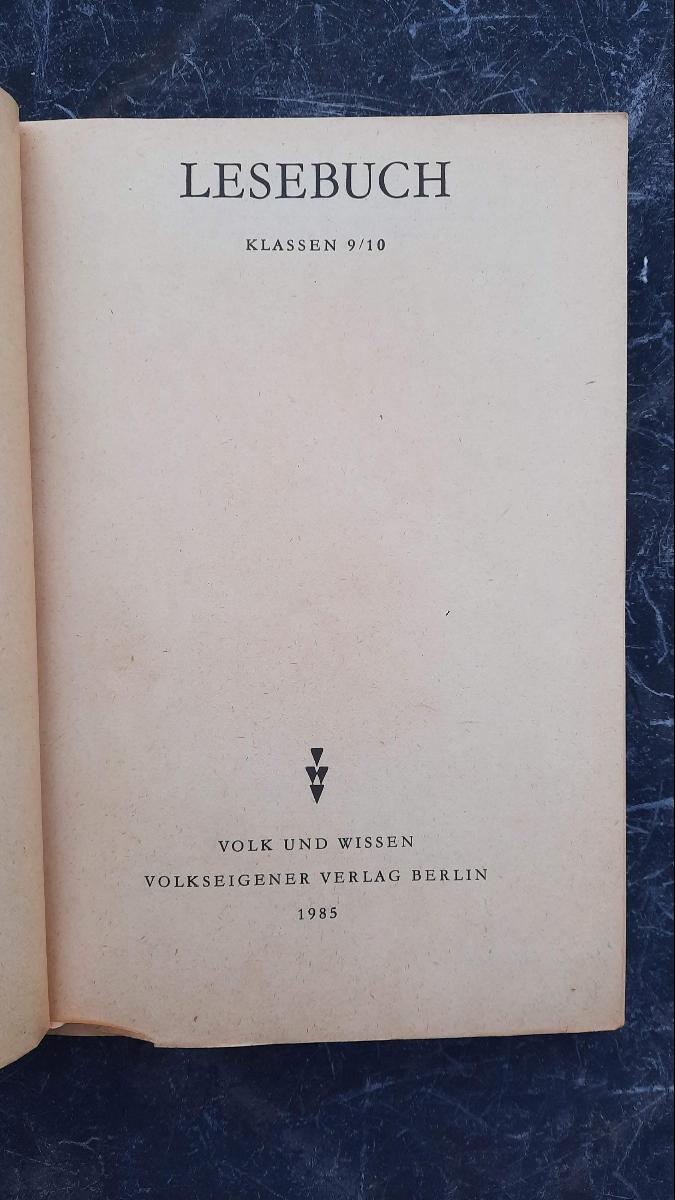 LESEBUCH
KLASSEN 9/10
VOLK UND WISSEN
VOLKSEIGENER VERLAG BERLIN
1985